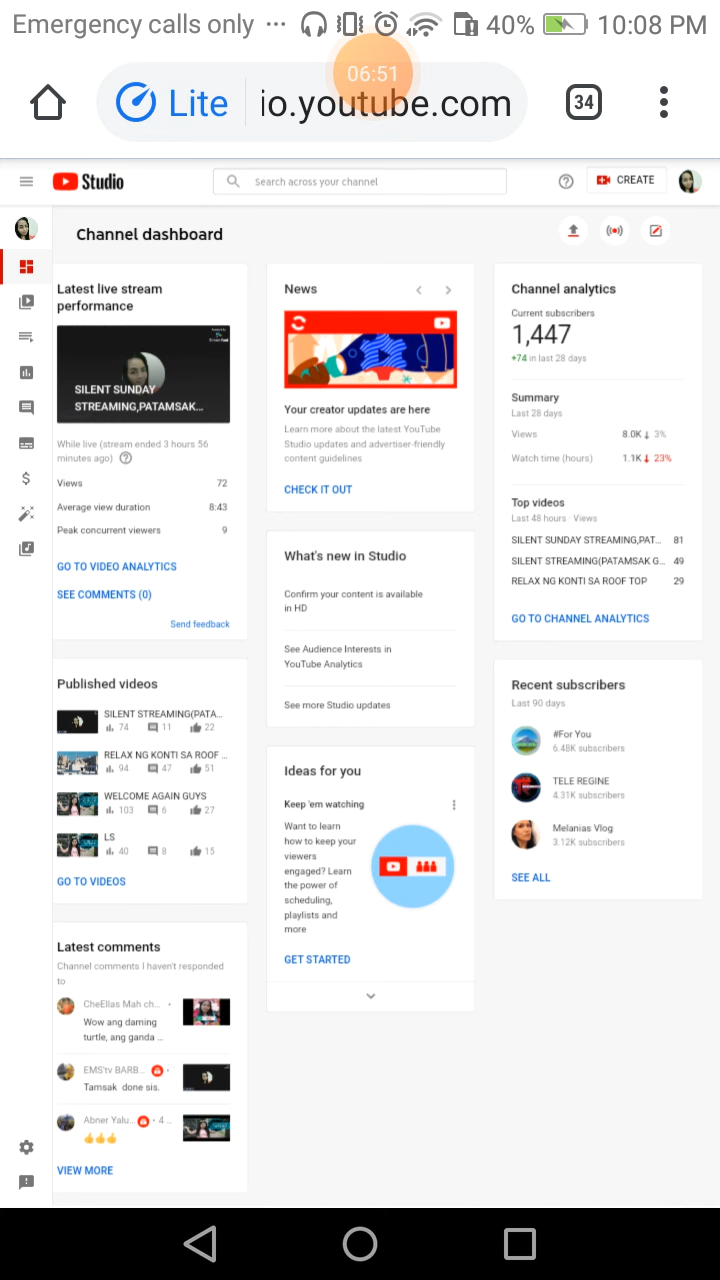 Emergency calls only ··· 40% 10:08 PM
06:51
Lite io.youtube.com 34
Studio Search across your channel CREATE
Channel dashboard
Latest live stream
performance
SILENT SUNDAY
STREAMING,PATAMSAK...
While live (stream ended 3 hours 56
minutes ago)
Views 72
Average view duration 8:43
Peak concurrent viewers 9
GO TO VIDEO ANALYTICS
SEE COMMENTS (0)
Send feedback
Published videos
SILENT STREAMING(PATA...
74 11 22
RELAX NG KONTI SA ROOF ...
94 47 51
WELCOME AGAIN GUYS
103 6 27
LS
40 8 15
GO TO VIDEOS
Latest comments
Channel comments I haven't responded
to
CheEllas Mah ch... •
Wow ang daming
turtle, ang ganda ...
EMS'tv BARB... •
Tamsak done sis.
Abner Yalu... • 4 ...
👍👍👍
VIEW MORE
News
Your creator updates are here
Learn more about the latest YouTube
Studio updates and advertiser-friendly
content guidelines
CHECK IT OUT
What's new in Studio
Confirm your content is available
in HD
See Audience Interests in
YouTube Analytics
See more Studio updates
Ideas for you
Keep 'em watching
Want to learn
how to keep your
viewers
engaged? Learn
the power of
scheduling,
playlists and
more
GET STARTED
Channel analytics
Current subscribers
1,447
+74 in last 28 days
Summary
Last 28 days
Views 8.0K ↓ 3%
Watch time (hours) 1.1K ↓ 23%
Top videos
Last 48 hours · Views
SILENT SUNDAY STREAMING,PAT... 81
SILENT STREAMING(PATAMSAK G... 49
RELAX NG KONTI SA ROOF TOP 29
GO TO CHANNEL ANALYTICS
Recent subscribers
Last 90 days
#For You
6.48K subscribers
TELE REGINE
4.31K subscribers
Melanias Vlog
3.12K subscribers
SEE ALL